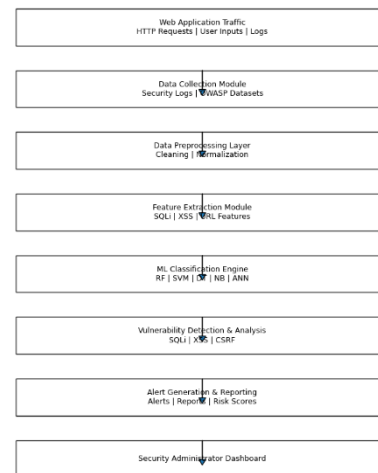 Web Application Traffic
HTTP Requests | User Inputs | Logs
Data Collection Module
Security Logs | OWASP Datasets
Data Preprocessing Layer
Cleaning | Normalization
Feature Extraction Module
SQLi | XSS | URL Features
ML Classification Engine
RF | SVM | DT | NB | ANN
Vulnerability Detection & Analysis
SQLi | XSS | CSRF
Alert Generation & Reporting
Alerts | Reports | Risk Scores
Security Administrator Dashboard